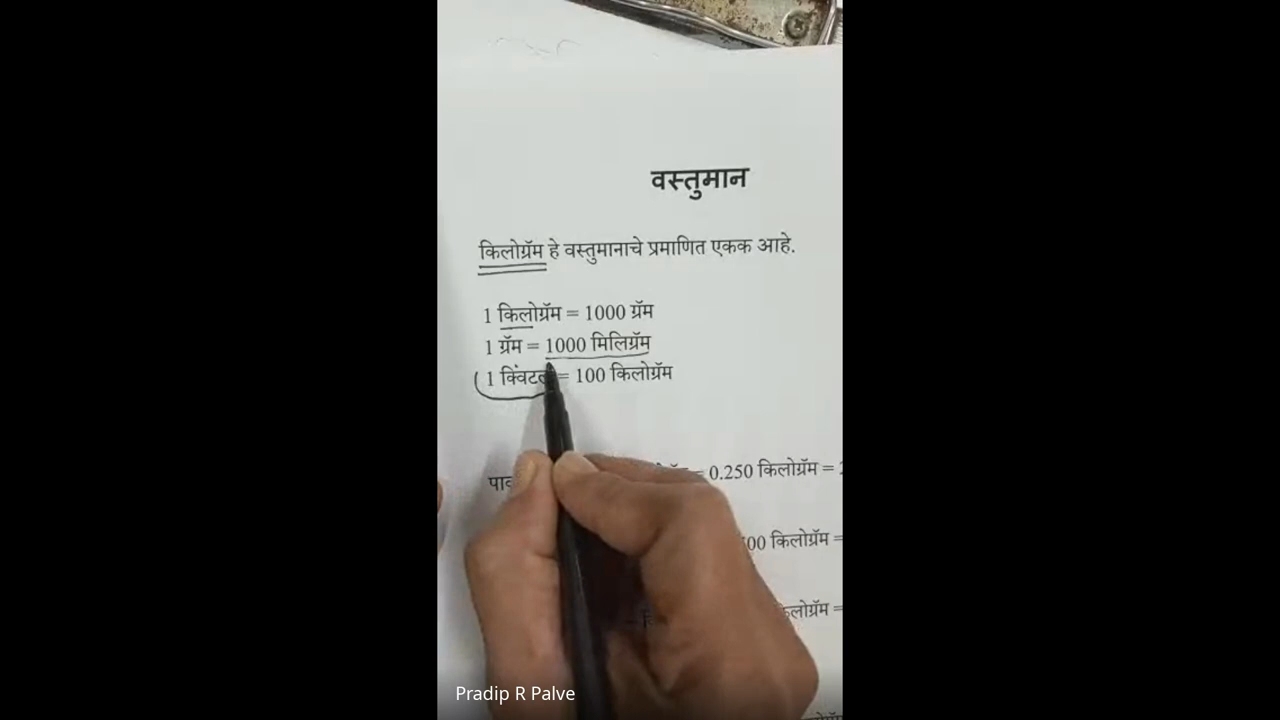 वस्तुमान
किलोग्रॅम हे वस्तुमानाचे प्रमाणित एकक आहे.
1 किलोग्रॅम = 1000 ग्रॅम
1 ग्रॅम = 1000 मिलिग्रॅम
1 क्विंटल = 100 किलोग्रॅम
= 0.250 किलोग्रॅम =
किलोग्रॅम =
=
Pradip R Palve